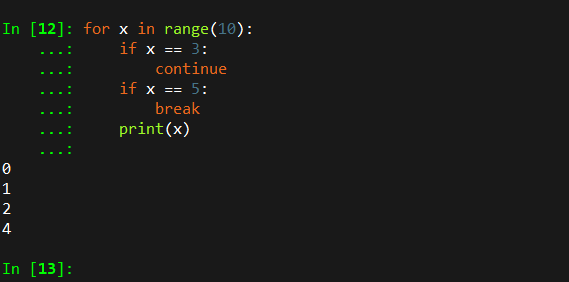 In [12]: for x in range(10):
    ...:     if x == 3:
    ...:         continue
    ...:     if x == 5:
    ...:         break
    ...:     print(x)
    ...:
0
1
2
4
In [13]: